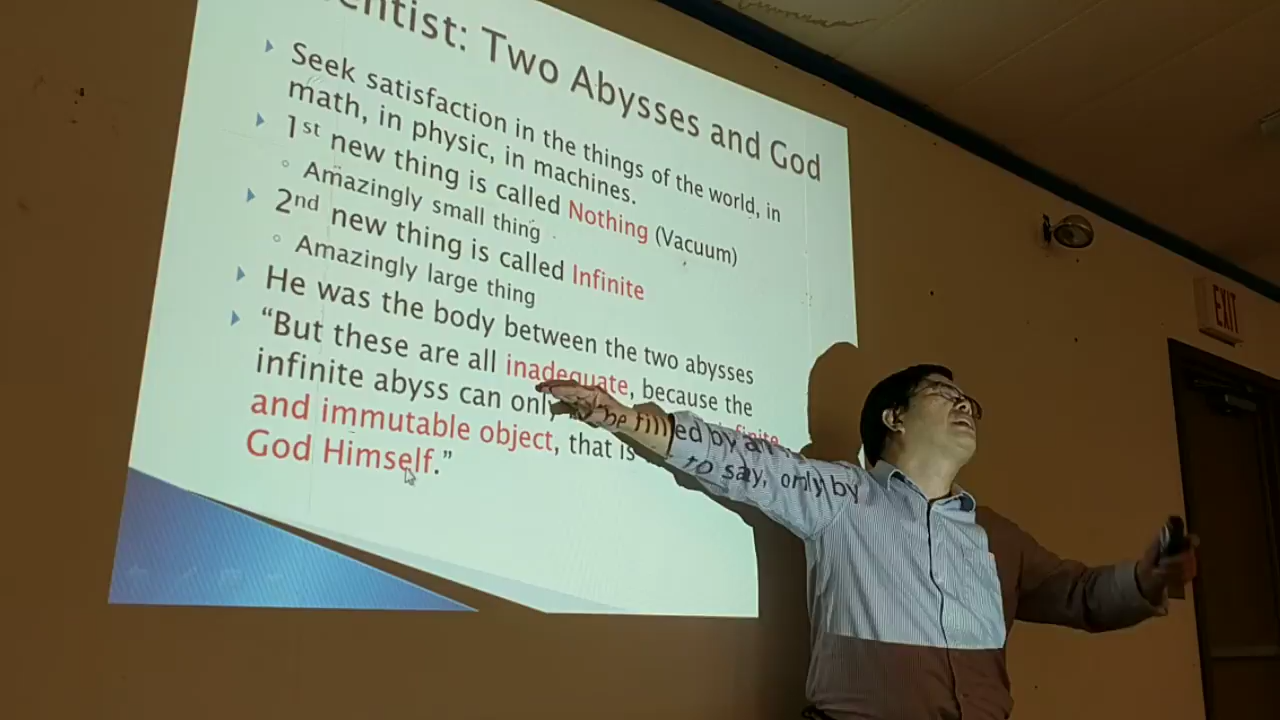 entist: Two Abysses and God
Seek satisfaction in the things of the world, in
math, in physic, in machines.
1st new thing is called Nothing (Vacuum)
Amazingly small thing
2nd new thing is called Infinite
Amazingly large thing
He was the body between the two abysses
“But these are all inadequate, because the
infinite abyss can only be filled by an infinite
and immutable object, that is to say, only by
God Himself.”
EXIT